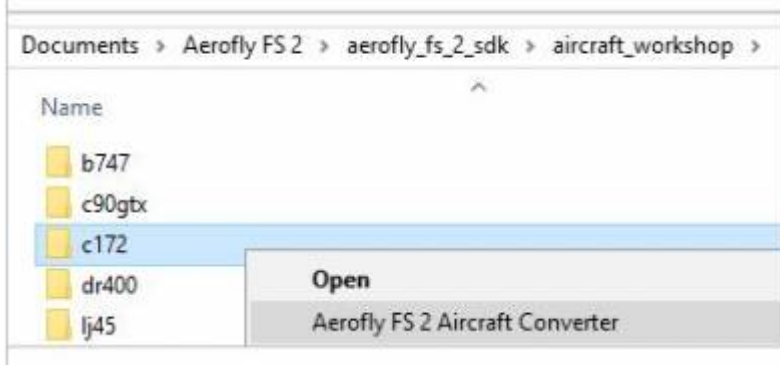 Documents > Aerofly FS 2 > aerofly_fs_2_sdk > aircraft_workshop >
Name
b747
c90gtx
c172
dr400
lj45
Open
Aerofly FS 2 Aircraft Converter